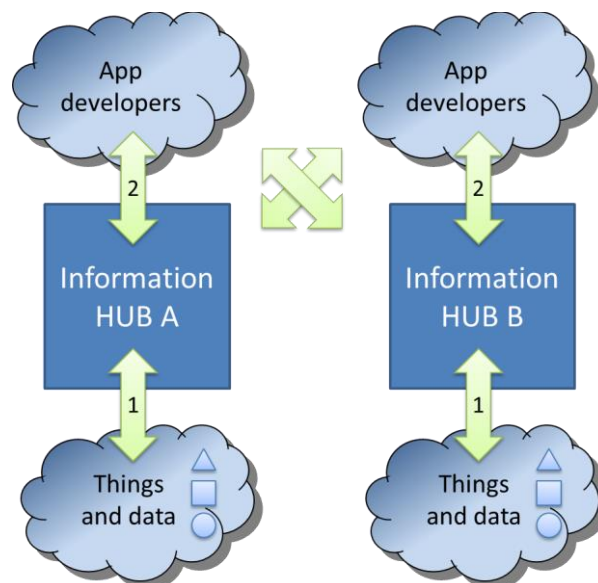 App
developers
2
Information
HUB A
1
Things
and data
App
developers
2
Information
HUB B
1
Things
and data